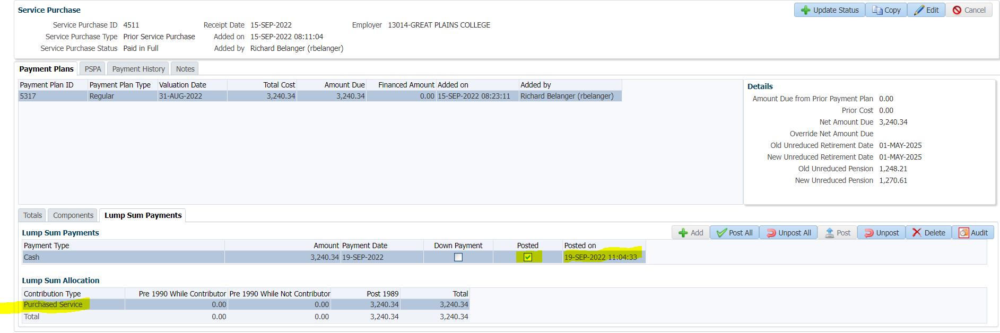 Service Purchase
Update Status Copy Edit Cancel
Service Purchase ID 4511 Receipt Date 15-SEP-2022 Employer 13014-GREAT PLAINS COLLEGE
Service Purchase Type Prior Service Purchase Added on 15-SEP-2022 08:11:04
Service Purchase Status Paid in Full Added by Richard Belanger (rbelanger)
Payment Plans PSPA Payment History Notes
Payment Plan ID Payment Plan Type Valuation Date Total Cost Amount Due Financed Amount Added on Added by
5317 Regular 31-AUG-2022 3,240.34 3,240.34 0.00 15-SEP-2022 08:23:11 Richard Belanger (rbelanger)
Details
Amount Due from Prior Payment Plan 0.00
Prior Cost 0.00
Net Amount Due 3,240.34
Override Net Amount Due
Old Unreduced Retirement Date 01-MAY-2025
New Unreduced Retirement Date 01-MAY-2025
Old Unreduced Pension 1,248.21
New Unreduced Pension 1,270.61
Totals Components Lump Sum Payments
Lump Sum Payments
Add Post All Unpost All Post Unpost Delete Audit
Payment Type Amount Payment Date Down Payment Posted Posted on
Cash 3,240.34 19-SEP-2022 19-SEP-2022 11:04:33
Lump Sum Allocation
Contribution Type Pre 1990 While Contributor Pre 1990 While Not Contributor Post 1989 Total
Purchased Service 0.00 0.00 3,240.34 3,240.34
Total 0.00 0.00 3,240.34 3,240.34